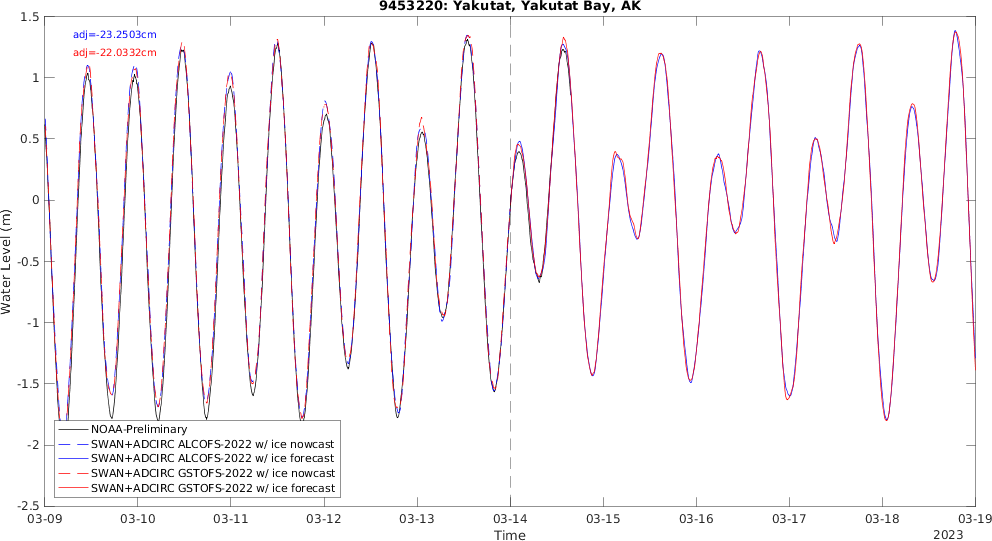 9453220: Yakutat, Yakutat Bay, AK
adj=-23.2503cm
adj=-22.0332cm
1.5
1
0.5
0
-0.5
-1
-1.5
-2
-2.5
Water Level (m)
NOAA-Preliminary
SWAN+ADCIRC ALCOFS-2022 w/ ice nowcast
SWAN+ADCIRC ALCOFS-2022 w/ ice forecast
SWAN+ADCIRC GSTOFS-2022 w/ ice nowcast
SWAN+ADCIRC GSTOFS-2022 w/ ice forecast
03-09 03-10 03-11 03-12 03-13 03-14 03-15 03-16 03-17 03-18 03-19
Time
2023